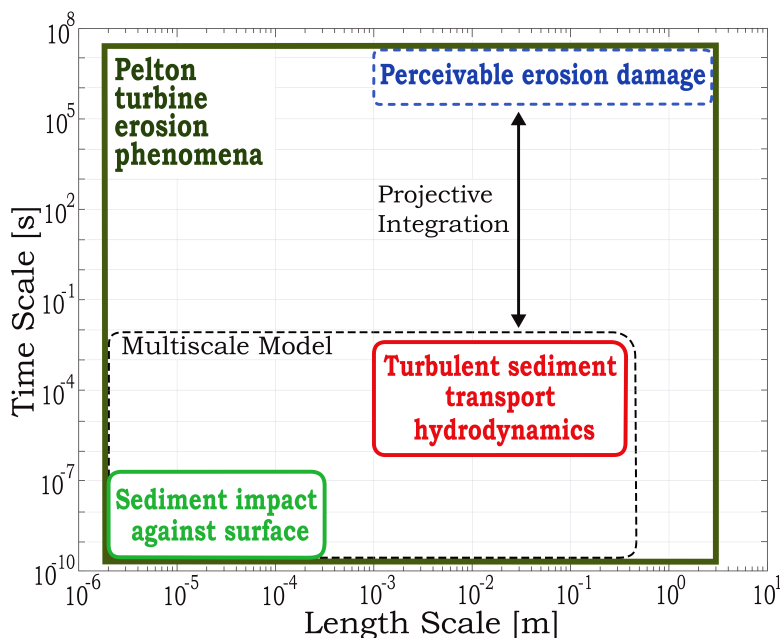 10^8
10^5
10^2
10^-1
10^-4
10^-7
10^-10
Time Scale [s]
Pelton
turbine
erosion
phenomena
Perceivable erosion damage
Projective
Integration
Multiscale Model
Turbulent sediment
transport
hydrodynamics
Sediment impact
against surface
10^-6 10^-5 10^-4 10^-3 10^-2 10^-1 10^0 10^1
Length Scale [m]